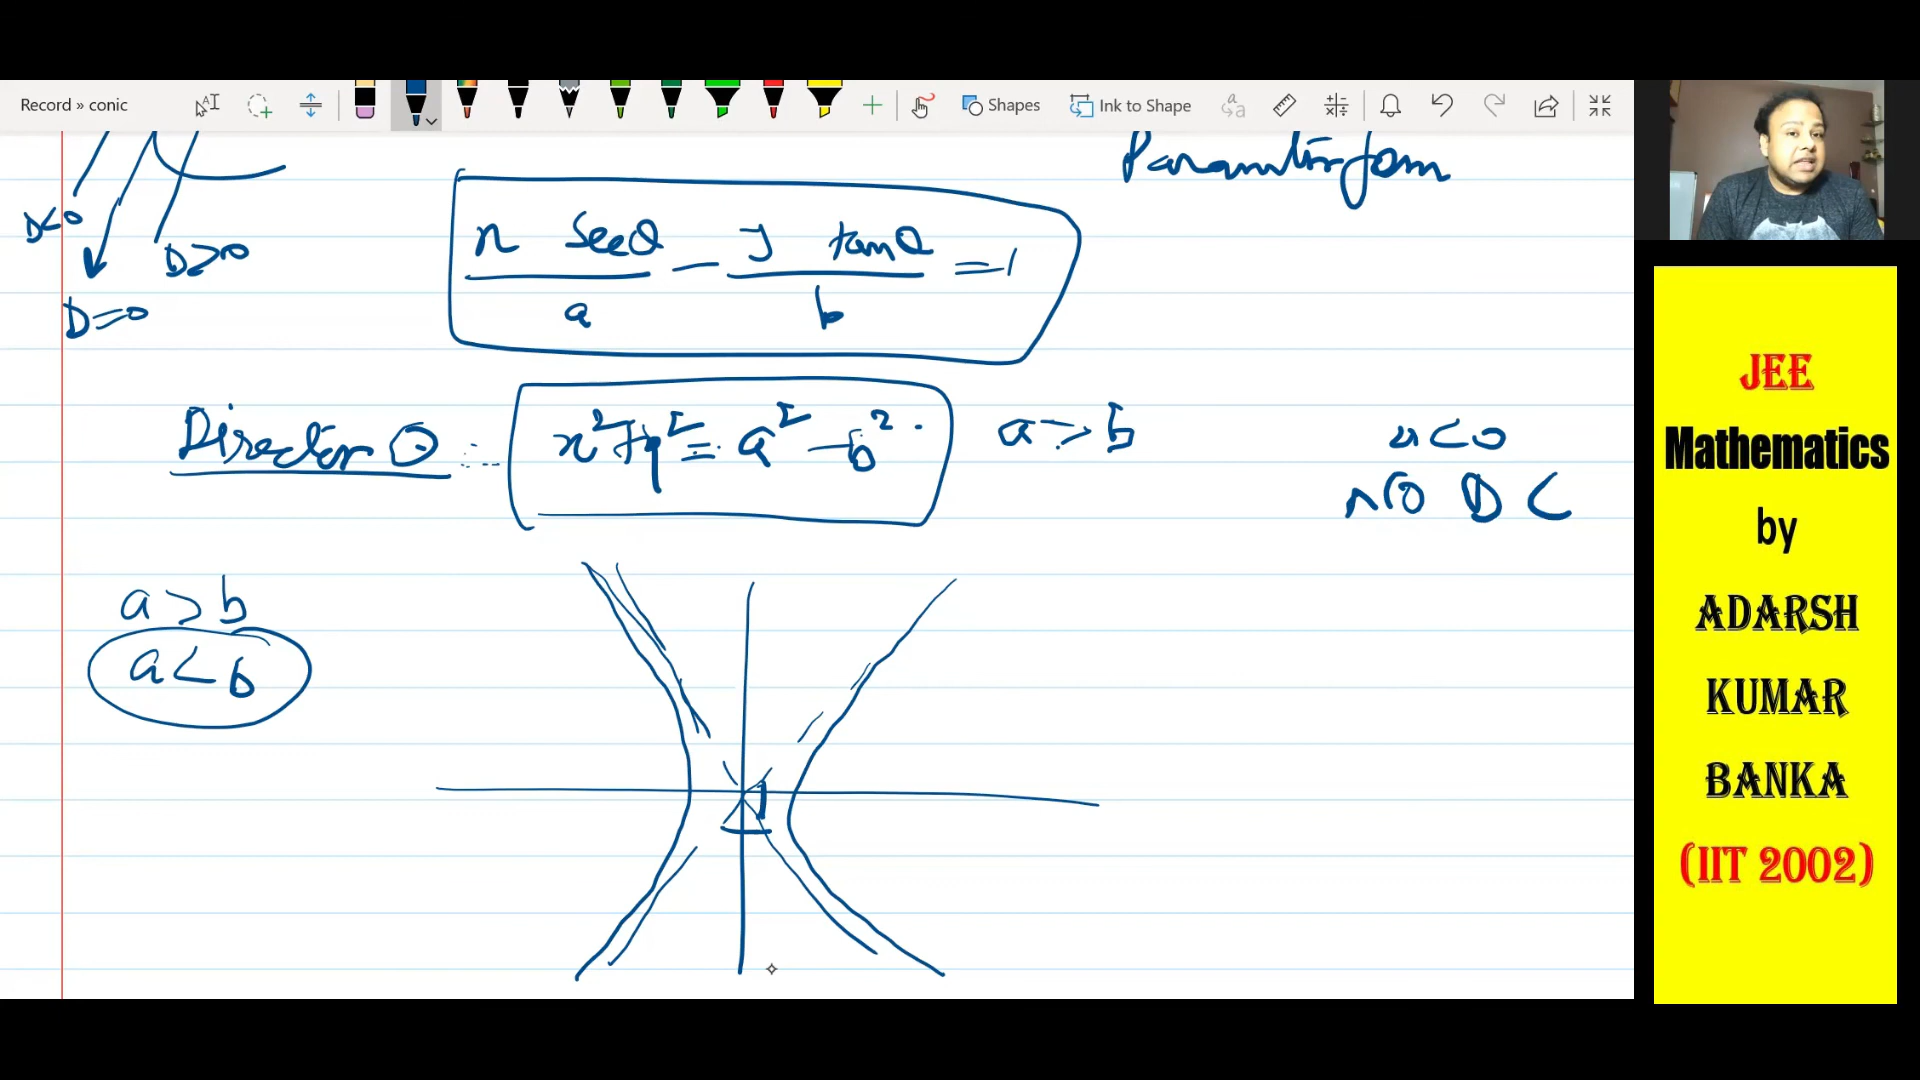 Record » conic
Shapes
Ink to Shape
Parametric form
D<0
D>0
D=0
x secθ / a − y tanθ / b = 1
Director ⊙ :- x² + y² = a² − b². a > b
a<0
NO D C
a > b
a < b
JEE
Mathematics
by
ADARSH
KUMAR
BANKA
(IIT 2002)